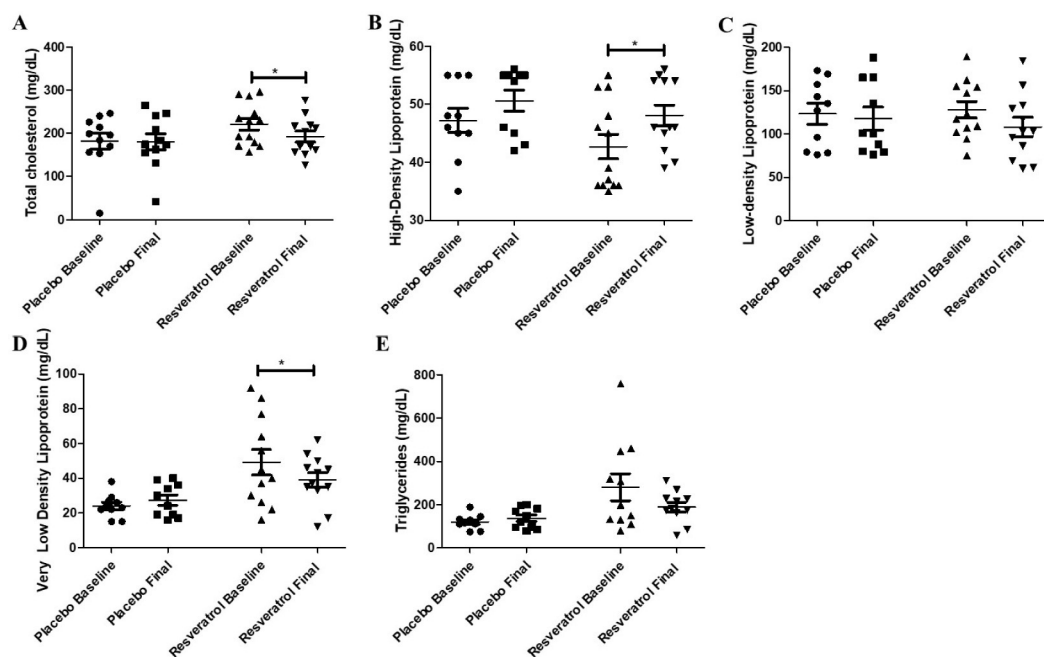 A
Total cholesterol (mg/dL)
400
300
200
100
0
Placebo Baseline
Placebo Final
Resveratrol Baseline
Resveratrol Final
*
B
High-Density Lipoprotein (mg/dL)
60
50
40
30
Placebo Baseline
Placebo Final
Resveratrol Baseline
Resveratrol Final
*
C
Low-density Lipoprotein (mg/dL)
200
150
100
50
0
Placebo Baseline
Placebo Final
Resveratrol Baseline
Resveratrol Final
D
Very Low Density Lipoprotein (mg/dL)
100
80
60
40
20
0
Placebo Baseline
Placebo Final
Resveratrol Baseline
Resveratrol Final
*
E
Triglycerides (mg/dL)
800
600
400
200
0
Placebo Baseline
Placebo Final
Resveratrol Baseline
Resveratrol Final